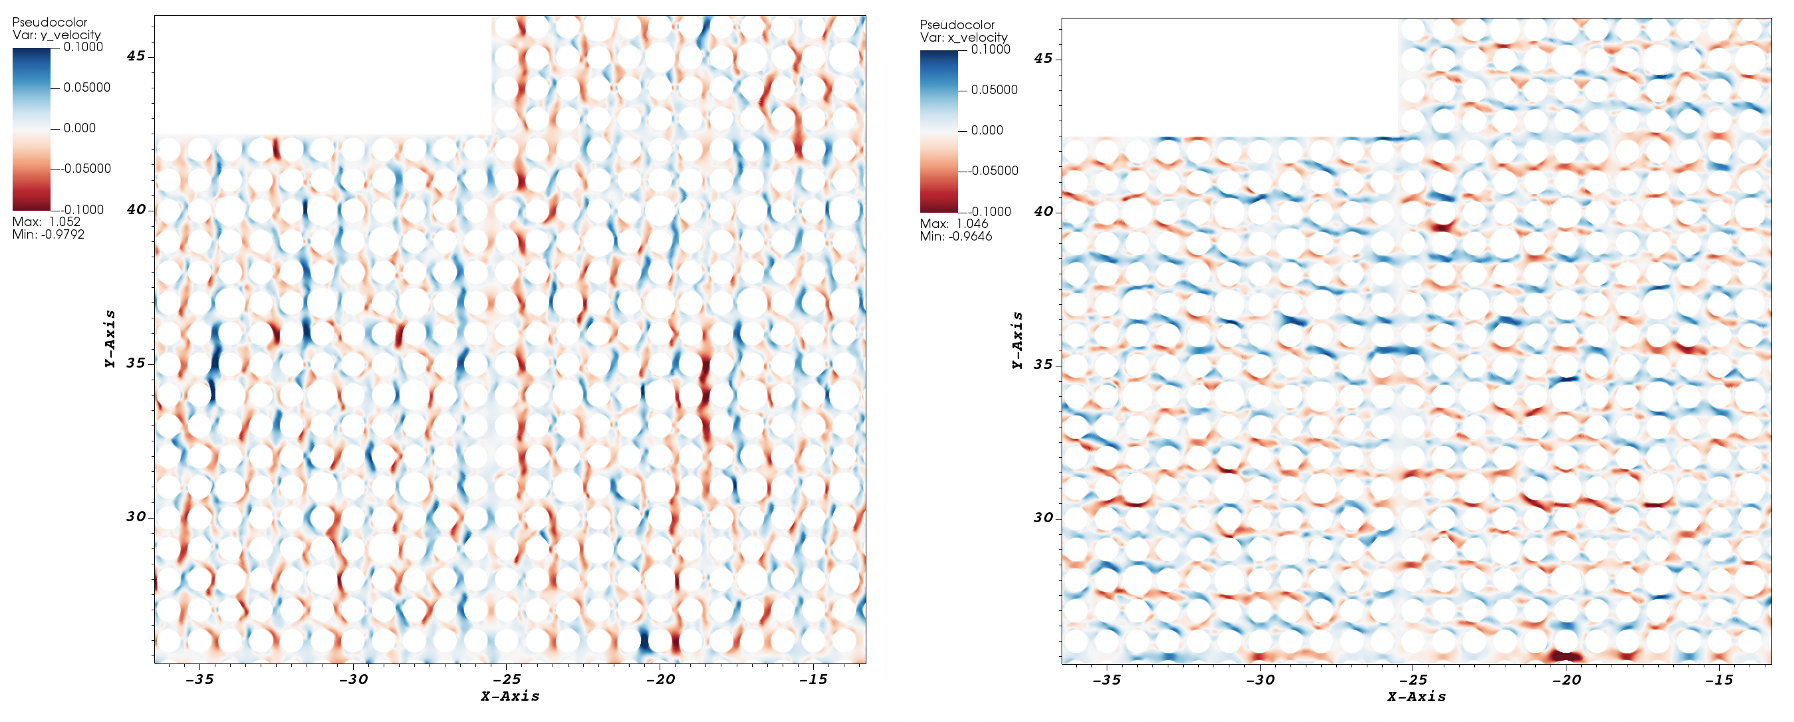 Pseudocolor
Var: y_velocity
0.1000
0.05000
0.000
-0.05000
-0.1000
Max: 1.052
Min: -0.9792
45
40
35
30
Y-Axis
-35
-30
-25
-20
-15
X-Axis
Pseudocolor
Var: x_velocity
0.1000
0.05000
0.000
-0.05000
-0.1000
Max: 1.046
Min: -0.9646
45
40
35
30
Y-Axis
-35
-30
-25
-20
-15
X-Axis